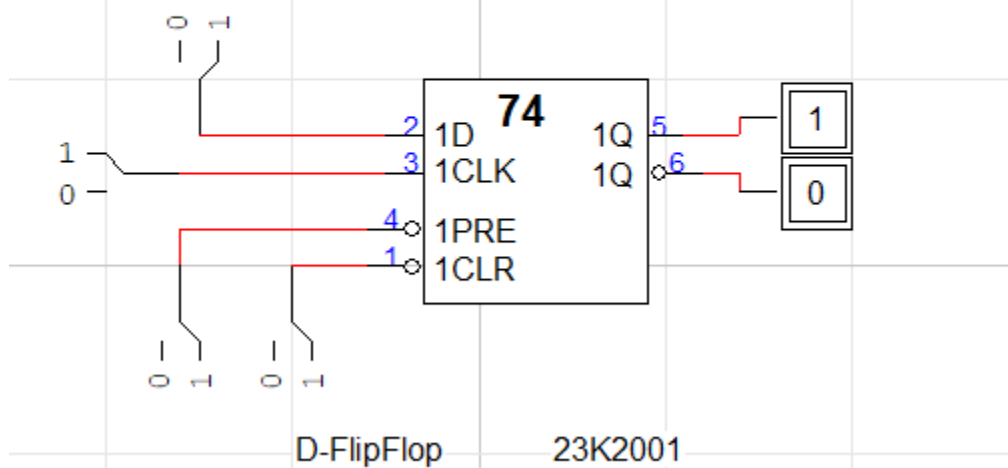 0 1
74
2 1D 1Q 5 1
1 3 1CLK 1Q 6 0
0
4 1PRE
1 1CLR
0 1 0 1
D-FlipFlop 23K2001